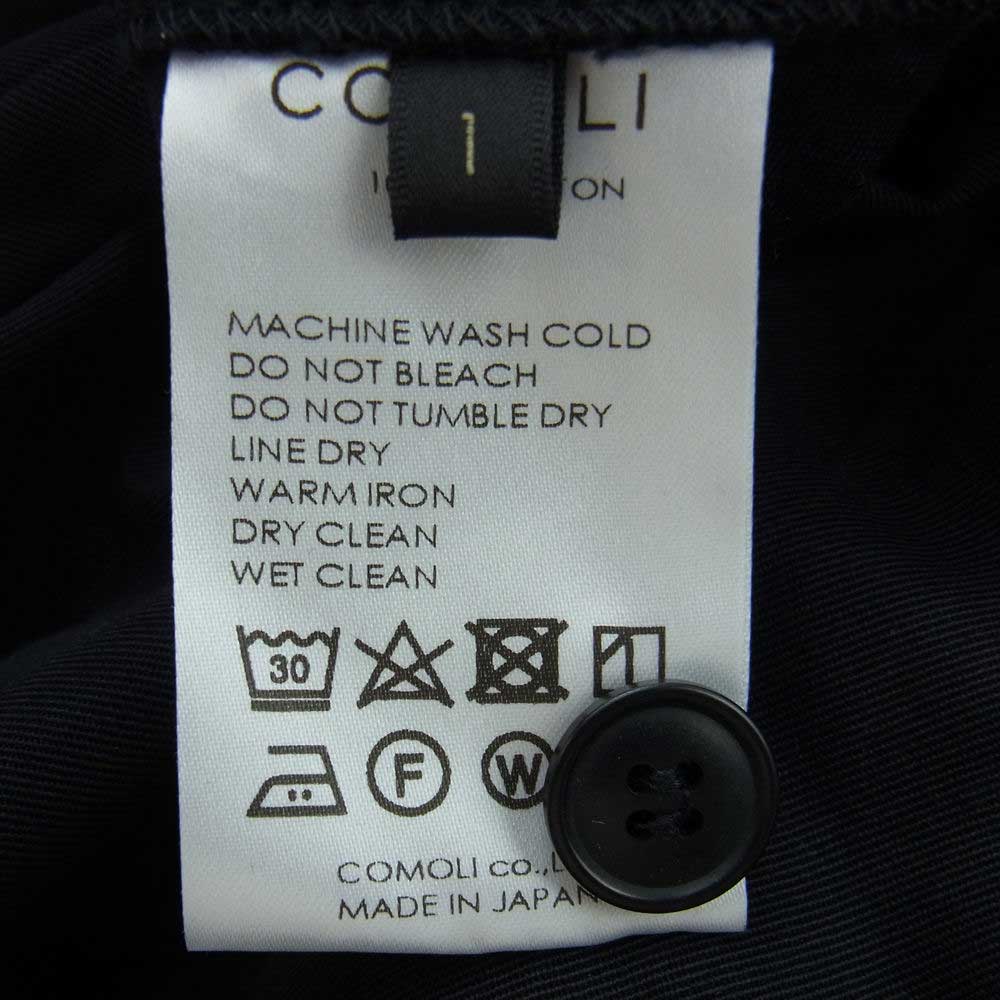 CO LI
1
ON
MACHINE WASH COLD
DO NOT BLEACH
DO NOT TUMBLE DRY
LINE DRY
WARM IRON
DRY CLEAN
WET CLEAN
30
F W
COMOLI co.,L
MADE IN JAPAN